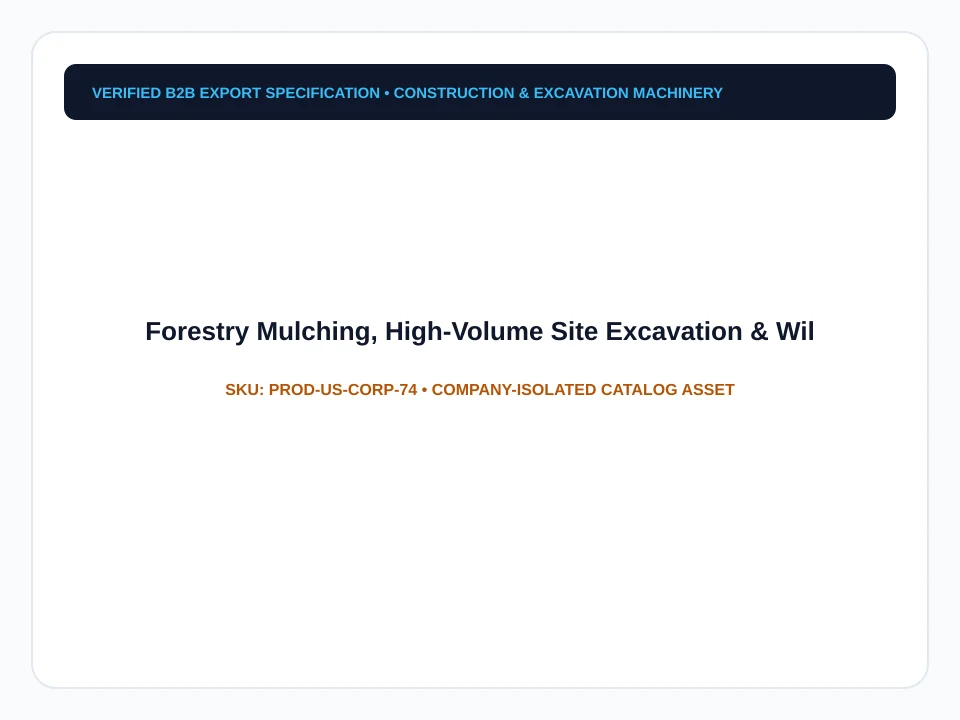 VERIFIED B2B EXPORT SPECIFICATION • CONSTRUCTION & EXCAVATION MACHINERY
Forestry Mulching, High-Volume Site Excavation & Wil
SKU: PROD-US-CORP-74 • COMPANY-ISOLATED CATALOG ASSET